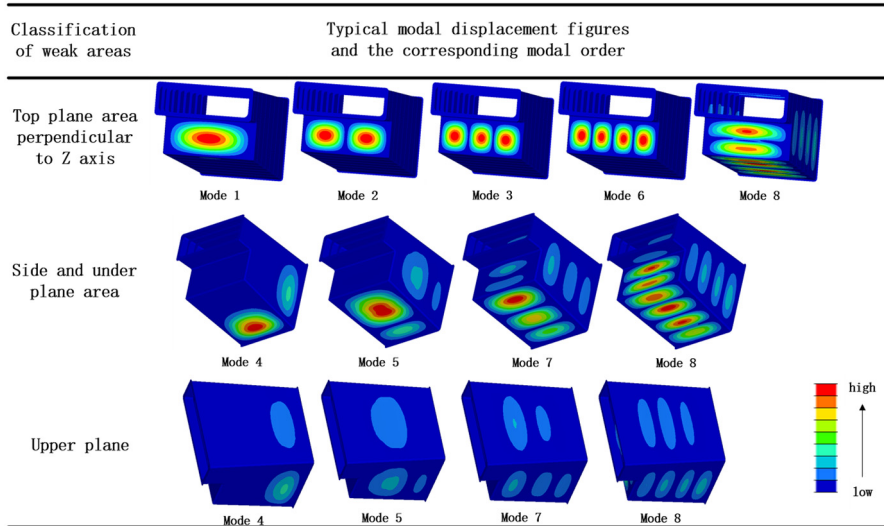 Classification
of weak areas
Typical modal displacement figures
and the corresponding modal order
Top plane area
perpendicular
to Z axis
Mode 1
Mode 2
Mode 3
Mode 6
Mode 8
Side and under
plane area
Mode 4
Mode 5
Mode 7
Mode 8
Upper plane
Mode 4
Mode 5
Mode 7
Mode 8
high
low